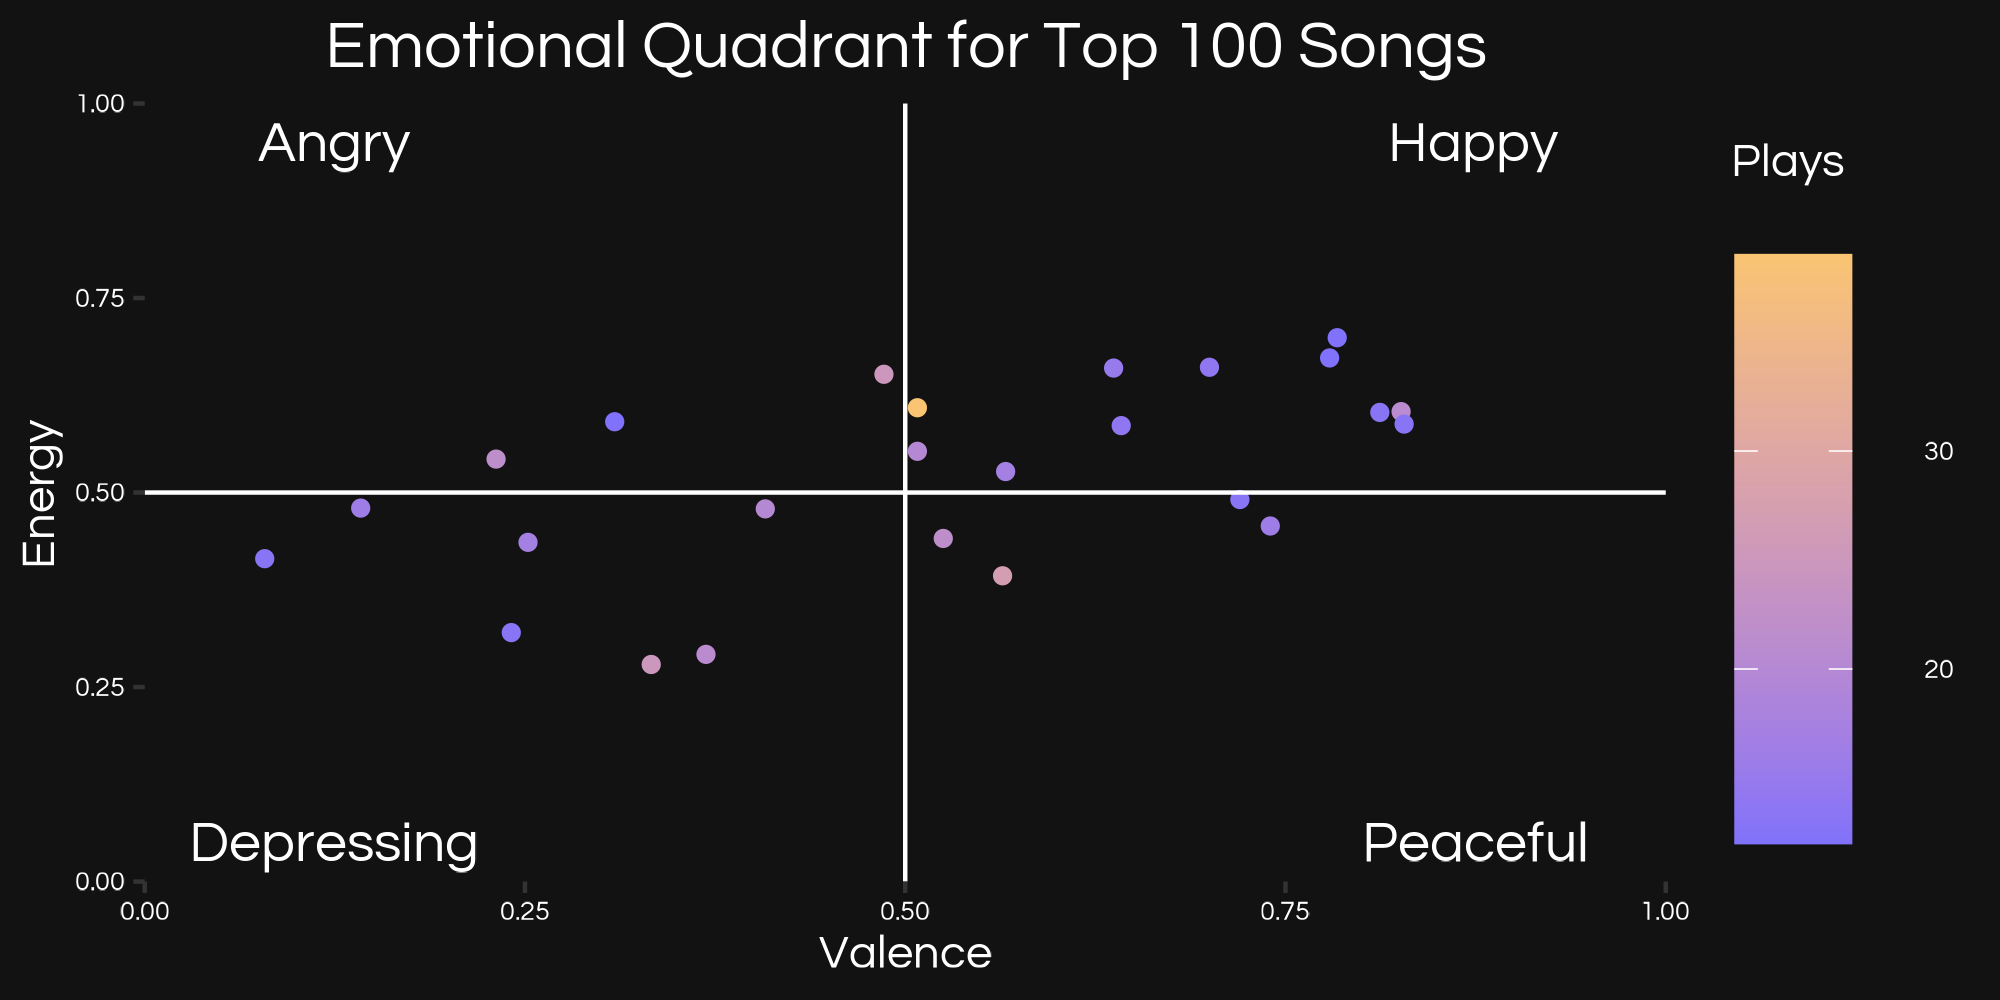 Emotional Quadrant for Top 100 Songs
1.00
Angry
Happy
Plays
0.75
30
Energy
0.50
20
0.25
Depressing
Peaceful
0.00
0.00 0.25 0.50 0.75 1.00
Valence